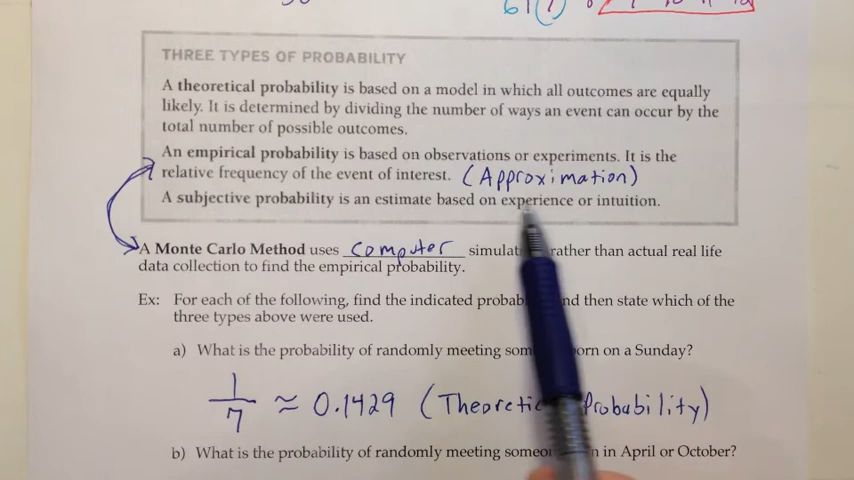 THREE TYPES OF PROBABILITY
A theoretical probability is based on a model in which all outcomes are equally
likely. It is determined by dividing the number of ways an event can occur by the
total number of possible outcomes.
An empirical probability is based on observations or experiments. It is the
relative frequency of the event of interest. (Approximation)
A subjective probability is an estimate based on experience or intuition.
A Monte Carlo Method uses computer simulat rather than actual real life
data collection to find the empirical probability.
Ex: For each of the following, find the indicated probab nd then state which of the
three types above were used.
a) What is the probability of randomly meeting som orn on a Sunday?
1/7 ≈ 0.1429 (Theoretic Probability)
b) What is the probability of randomly meeting someo n in April or October?